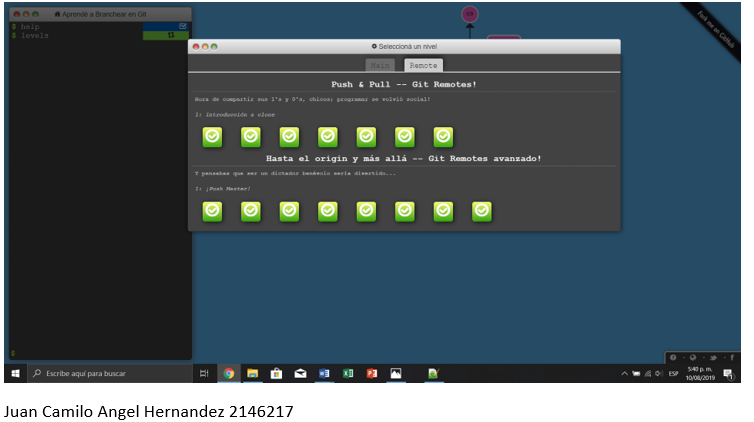 Aprende a Branchear en Git
$ help
$ levels
$
Fork me on GitHub
Seleccioná un nivel
Main
Remote
Push & Pull -- Git Remotes!
Hora de compartir sus 1's y 0's, chicos; programar se volvió social!
1: Introducción a clone
Hasta el origin y más allá -- Git Remotes avanzado!
Y pensabas que ser un dictador benévolo sería divertido...
1: ¡Push Master!
Escribe aquí para buscar
ESP
5:40 p. m.
10/08/2019
Juan Camilo Angel Hernandez 2146217